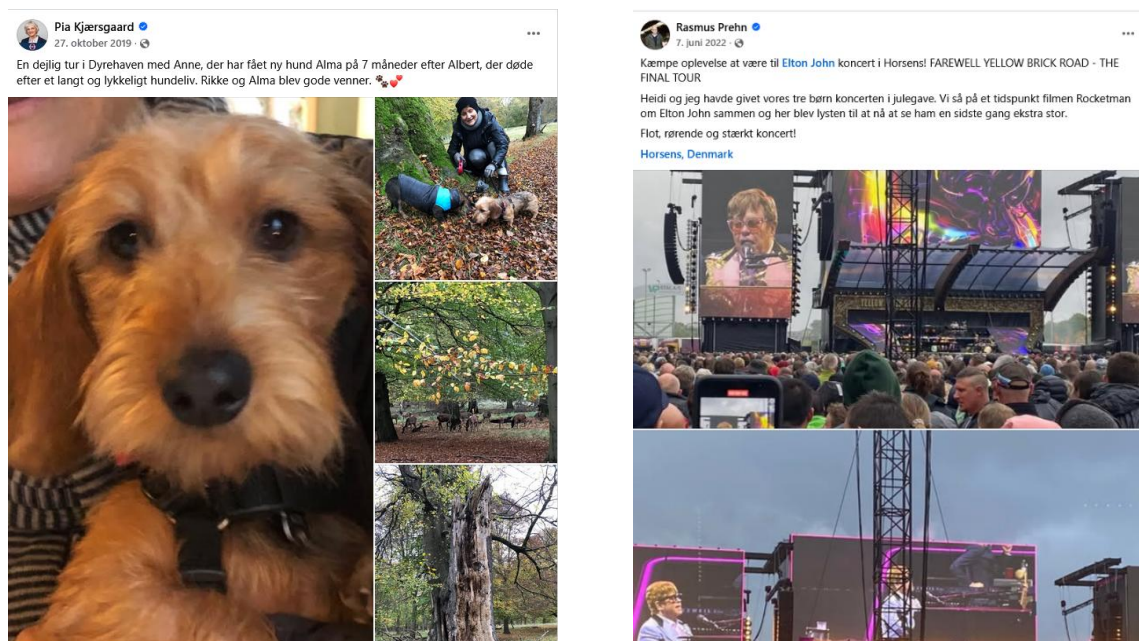 Pia Kjærsgaard
27. oktober 2019 ·
En dejlig tur i Dyrehaven med Anne, der har fået ny hund Alma på 7 måneder efter Albert, der døde
efter et langt og lykkeligt hundeliv. Rikke og Alma blev gode venner. 🐾💕
Rasmus Prehn
7. juni 2022 ·
Kæmpe oplevelse at være til Elton John koncert i Horsens! FAREWELL YELLOW BRICK ROAD - THE
FINAL TOUR
Heidi og jeg havde givet vores tre børn koncerten i julegave. Vi så på et tidspunkt filmen Rocketman
om Elton John sammen og her blev lysten til at nå at se ham en sidste gang ekstra stor.
Flot, rørende og stærkt koncert!
Horsens, Denmark
YELLOW